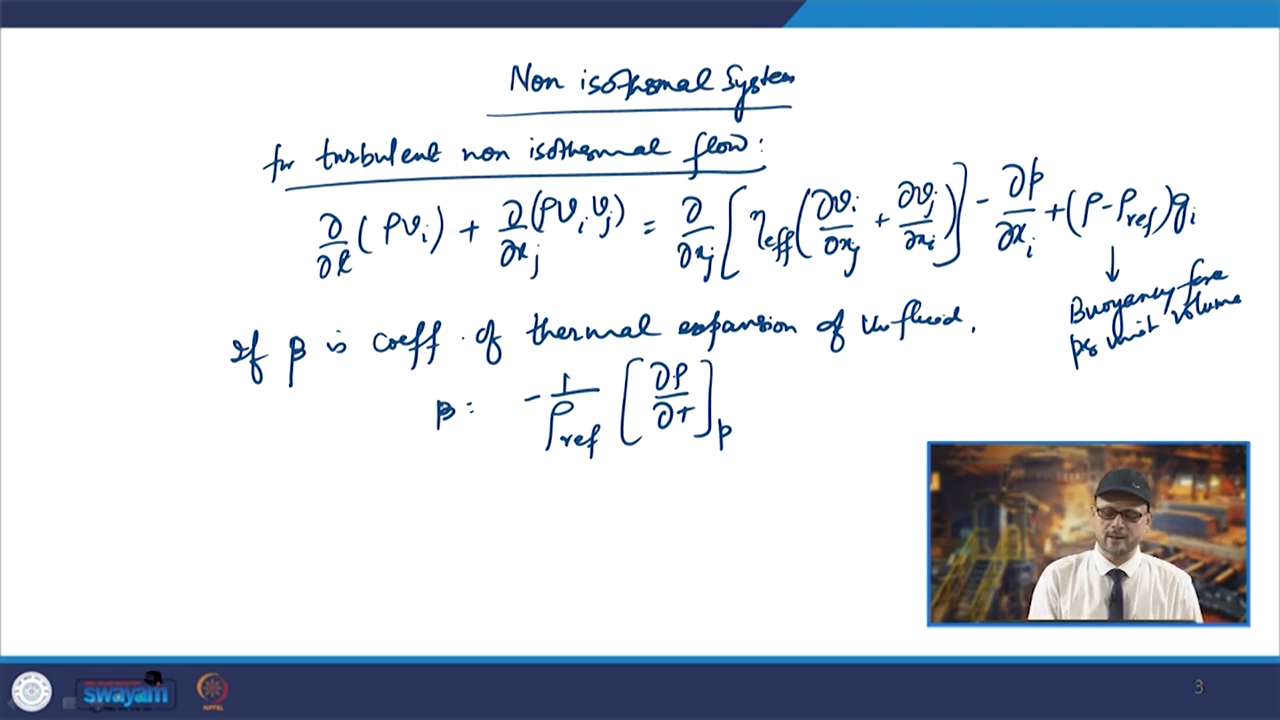 Non isothermal System
for turbulent non isothermal flow:
∂/∂t (ρv_i) + ∂/∂x_j (ρv_i v_j) = ∂/∂x_j [ η_eff ( ∂v_i/∂x_j + ∂v_j/∂x_i ) ] - ∂p/∂x_i + (ρ-ρ_ref) g_i
↓
Buoyancy force
per unit volume
If β is coeff. of thermal expansion of the fluid,
β = -1/ρ_ref [ ∂ρ/∂T ]_p
swayam
NPTEL
3